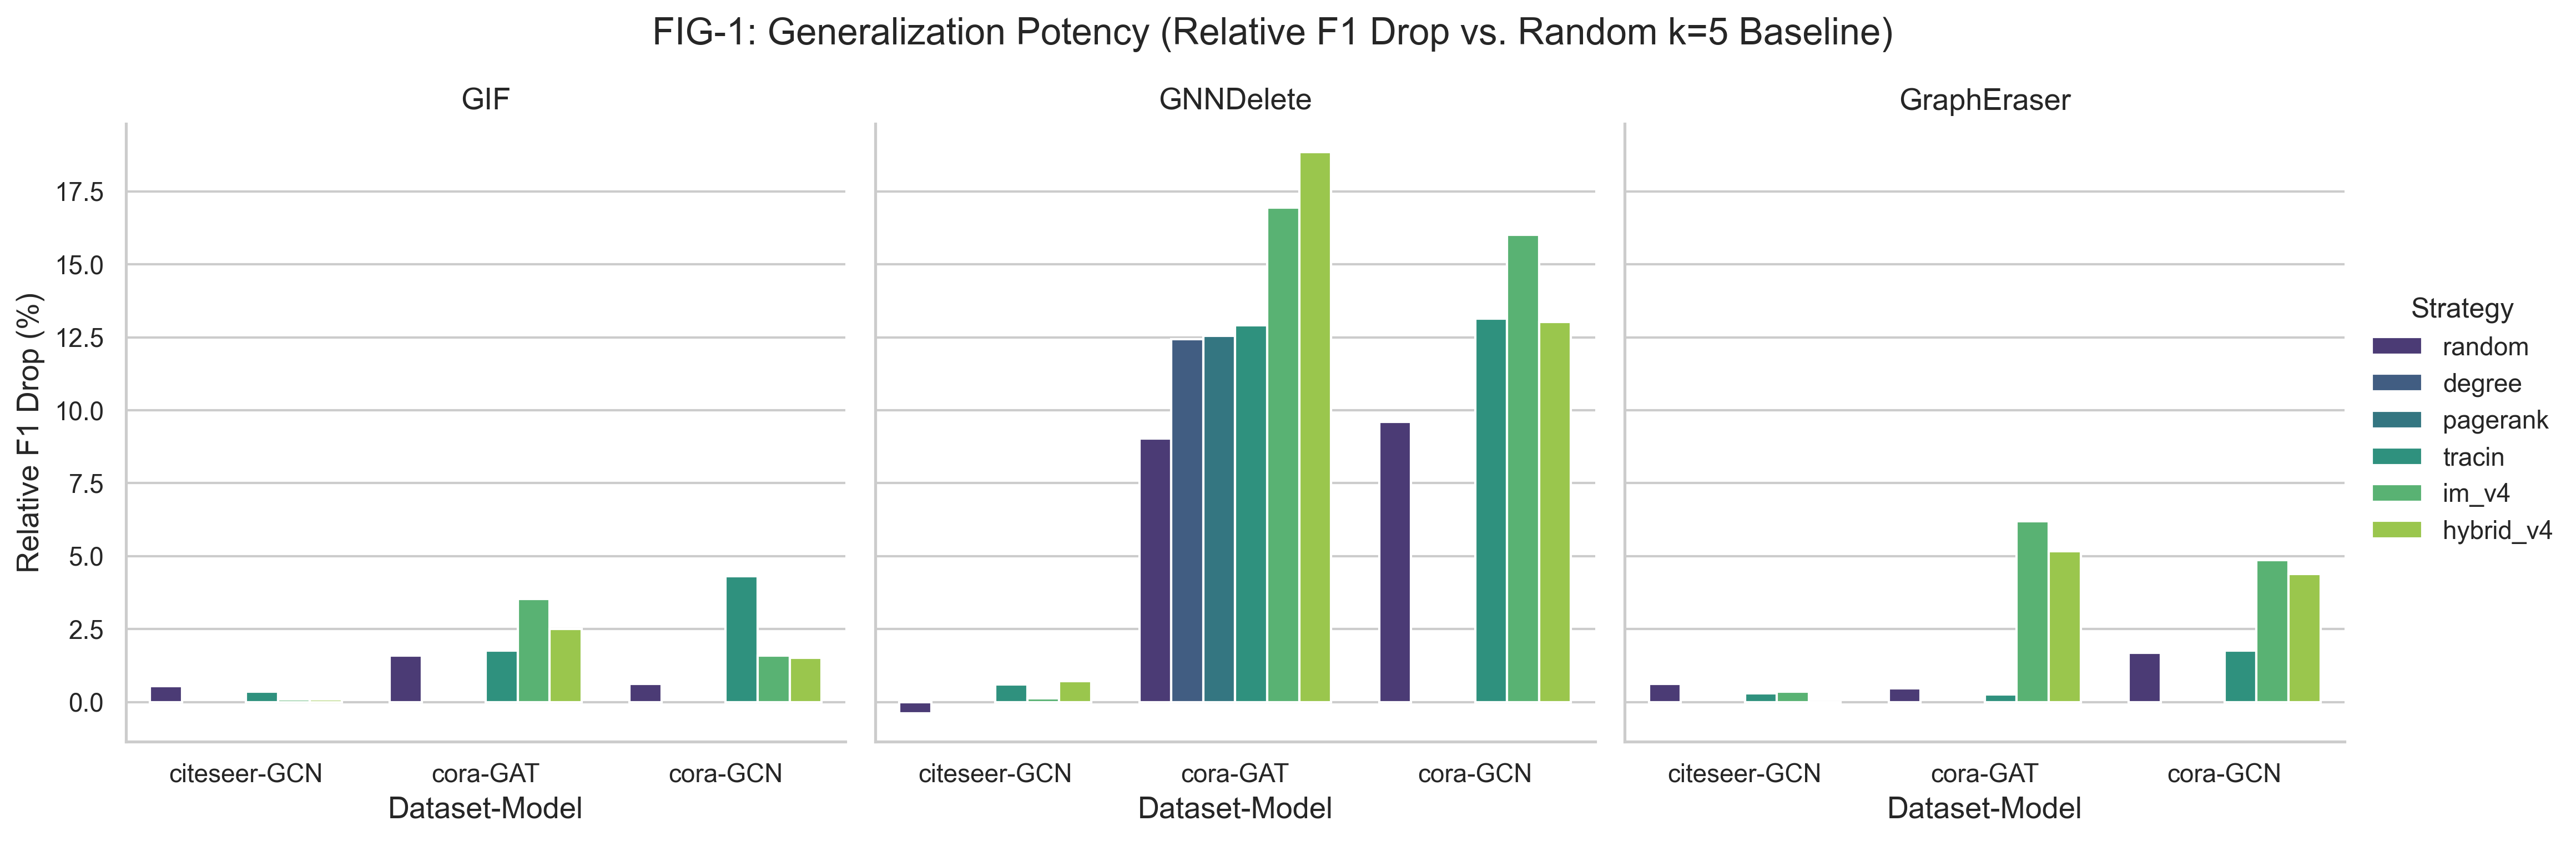 FIG-1: Generalization Potency (Relative F1 Drop vs. Random k=5 Baseline)
GIF
GNNDelete
GraphEraser
Relative F1 Drop (%)
17.5
15.0
12.5
10.0
7.5
5.0
2.5
0.0
citeseer-GCN cora-GAT cora-GCN
Dataset-Model
citeseer-GCN cora-GAT cora-GCN
Dataset-Model
citeseer-GCN cora-GAT cora-GCN
Dataset-Model
Strategy
random
degree
pagerank
tracin
im_v4
hybrid_v4